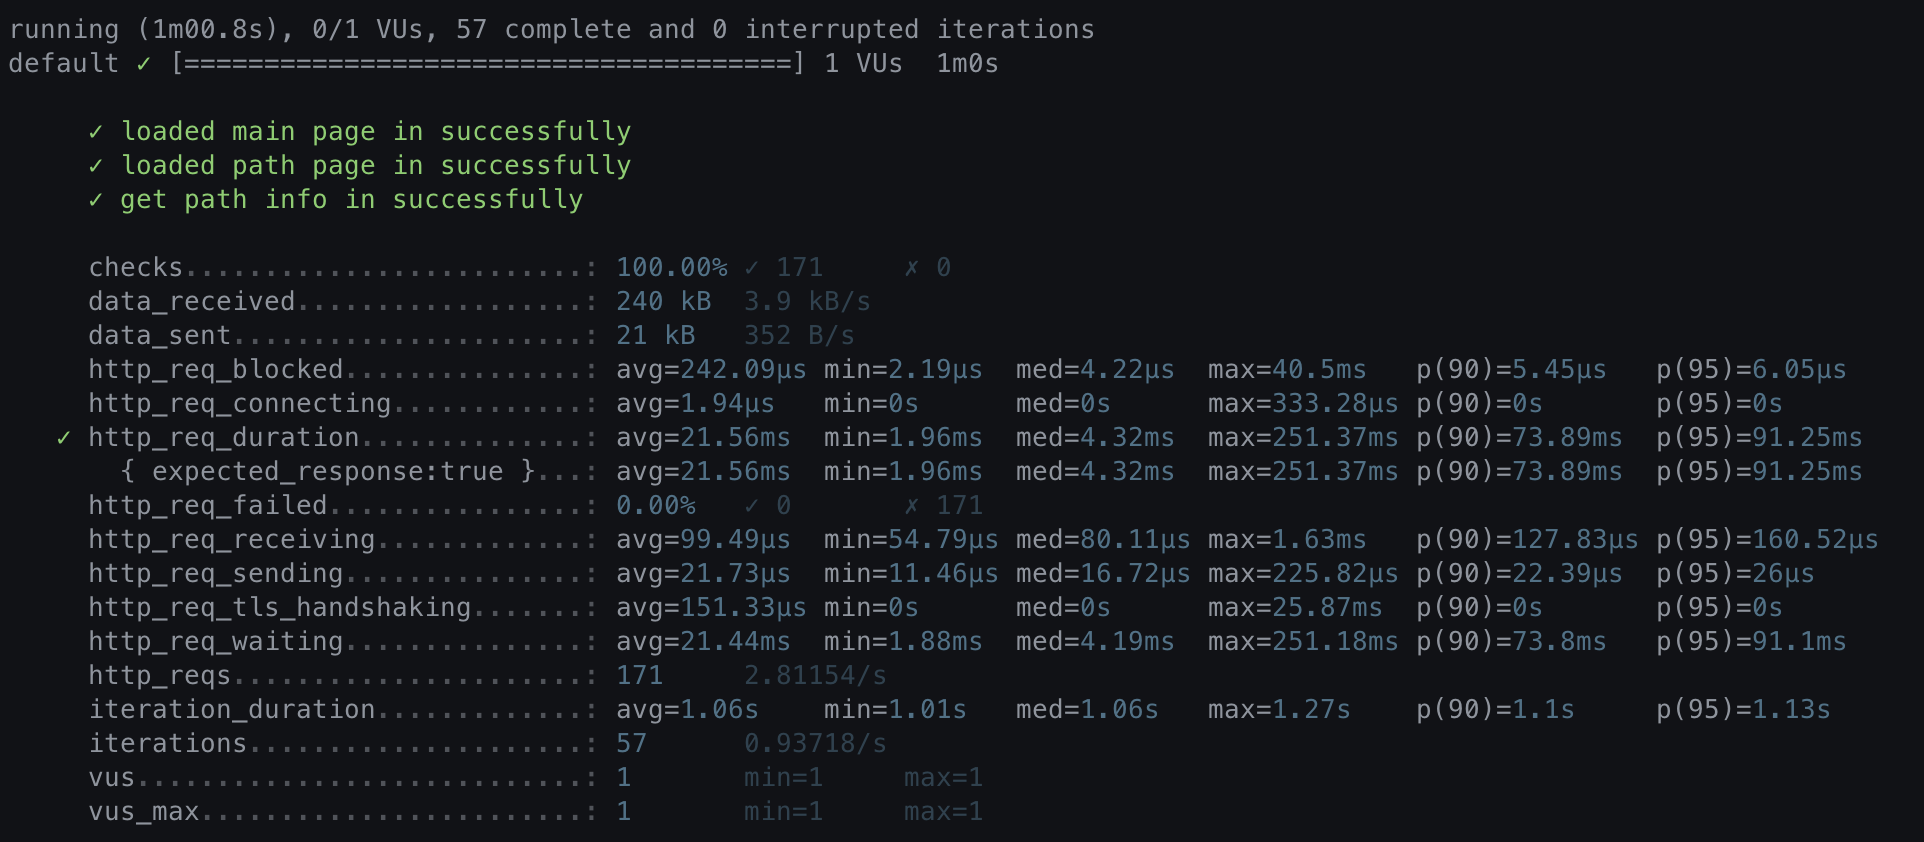 running (1m00.8s), 0/1 VUs, 57 complete and 0 interrupted iterations
default ✓ [======================================] 1 VUs  1m0s

     ✓ loaded main page in successfully
     ✓ loaded path page in successfully
     ✓ get path info in successfully

     checks.........................: 100.00% ✓ 171     ✗ 0
     data_received..................: 240 kB  3.9 kB/s
     data_sent......................: 21 kB   352 B/s
     http_req_blocked...............: avg=242.09µs min=2.19µs  med=4.22µs  max=40.5ms   p(90)=5.45µs   p(95)=6.05µs
     http_req_connecting............: avg=1.94µs   min=0s      med=0s      max=333.28µs p(90)=0s       p(95)=0s
   ✓ http_req_duration..............: avg=21.56ms  min=1.96ms  med=4.32ms  max=251.37ms p(90)=73.89ms  p(95)=91.25ms
       { expected_response:true }...: avg=21.56ms  min=1.96ms  med=4.32ms  max=251.37ms p(90)=73.89ms  p(95)=91.25ms
     http_req_failed................: 0.00%   ✓ 0       ✗ 171
     http_req_receiving.............: avg=99.49µs  min=54.79µs med=80.11µs max=1.63ms   p(90)=127.83µs p(95)=160.52µs
     http_req_sending...............: avg=21.73µs  min=11.46µs med=16.72µs max=225.82µs p(90)=22.39µs  p(95)=26µs
     http_req_tls_handshaking.......: avg=151.33µs min=0s      med=0s      max=25.87ms  p(90)=0s       p(95)=0s
     http_req_waiting...............: avg=21.44ms  min=1.88ms  med=4.19ms  max=251.18ms p(90)=73.8ms   p(95)=91.1ms
     http_reqs......................: 171     2.81154/s
     iteration_duration.............: avg=1.06s    min=1.01s   med=1.06s   max=1.27s    p(90)=1.1s     p(95)=1.13s
     iterations.....................: 57      0.93718/s
     vus............................: 1       min=1     max=1
     vus_max........................: 1       min=1     max=1